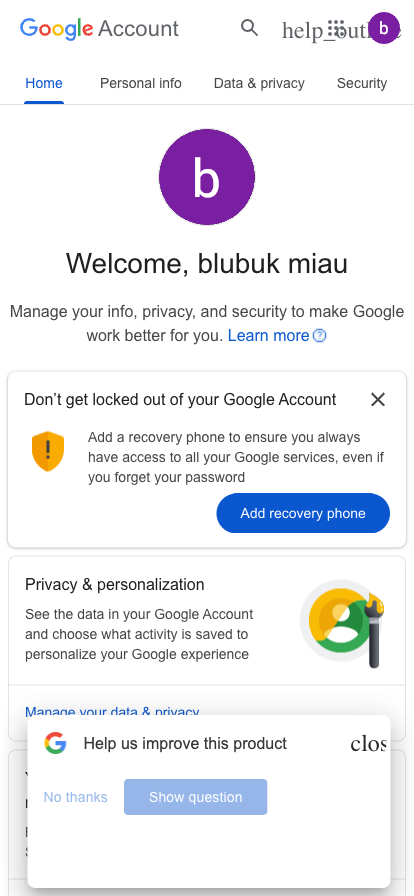 Google Account
b
Home Personal info Data & privacy Security
b
Welcome, blubuk miau
Manage your info, privacy, and security to make Google
work better for you. Learn more
Don't get locked out of your Google Account
Add a recovery phone to ensure you always
have access to all your Google services, even if
you forget your password
Add recovery phone
Privacy & personalization
See the data in your Google Account
and choose what activity is saved to
personalize your Google experience
Manage your data & privacy
Help us improve this product clos
No thanks Show question